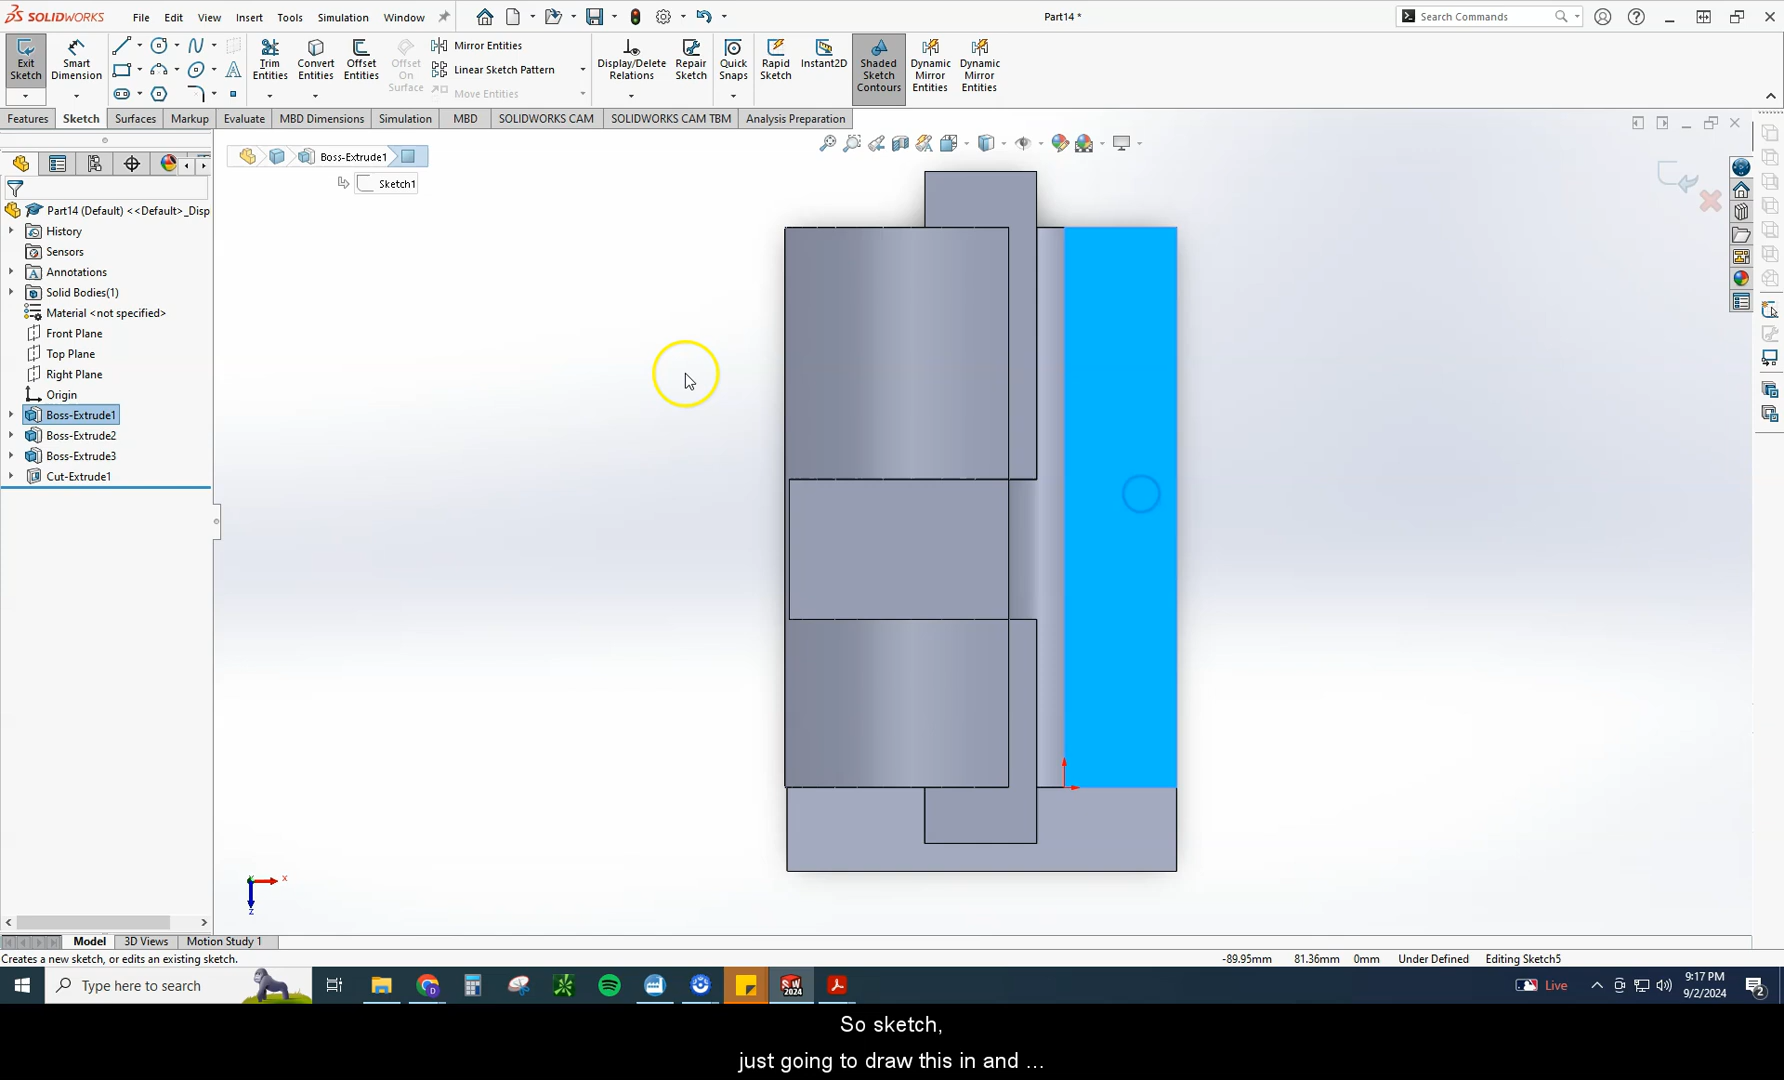 SOLIDWORKS File Edit View Insert Tools Simulation Window Part14 * Search Commands
Exit Sketch
Smart Dimension
Trim Entities
Convert Entities
Offset Entities
Offset On Surface
Mirror Entities
Linear Sketch Pattern
Move Entities
Display/Delete Relations
Repair Sketch
Quick Snaps
Rapid Sketch
Instant2D
Shaded Sketch Contours
Dynamic Mirror Entities
Dynamic Mirror Entities
Features Sketch Surfaces Markup Evaluate MBD Dimensions Simulation MBD SOLIDWORKS CAM SOLIDWORKS CAM TBM Analysis Preparation
Boss-Extrude1
Sketch1
Part14 (Default) <<Default>_Disp
History
Sensors
Annotations
Solid Bodies(1)
Material <not specified>
Front Plane
Top Plane
Right Plane
Origin
Boss-Extrude1
Boss-Extrude2
Boss-Extrude3
Cut-Extrude1
x
z
Model 3D Views Motion Study 1
Creates a new sketch, or edits an existing sketch. -89.95mm 81.36mm 0mm Under Defined Editing Sketch5
Type here to search Live 9:17 PM
9/2/2024
So sketch,
just going to draw this in and ...